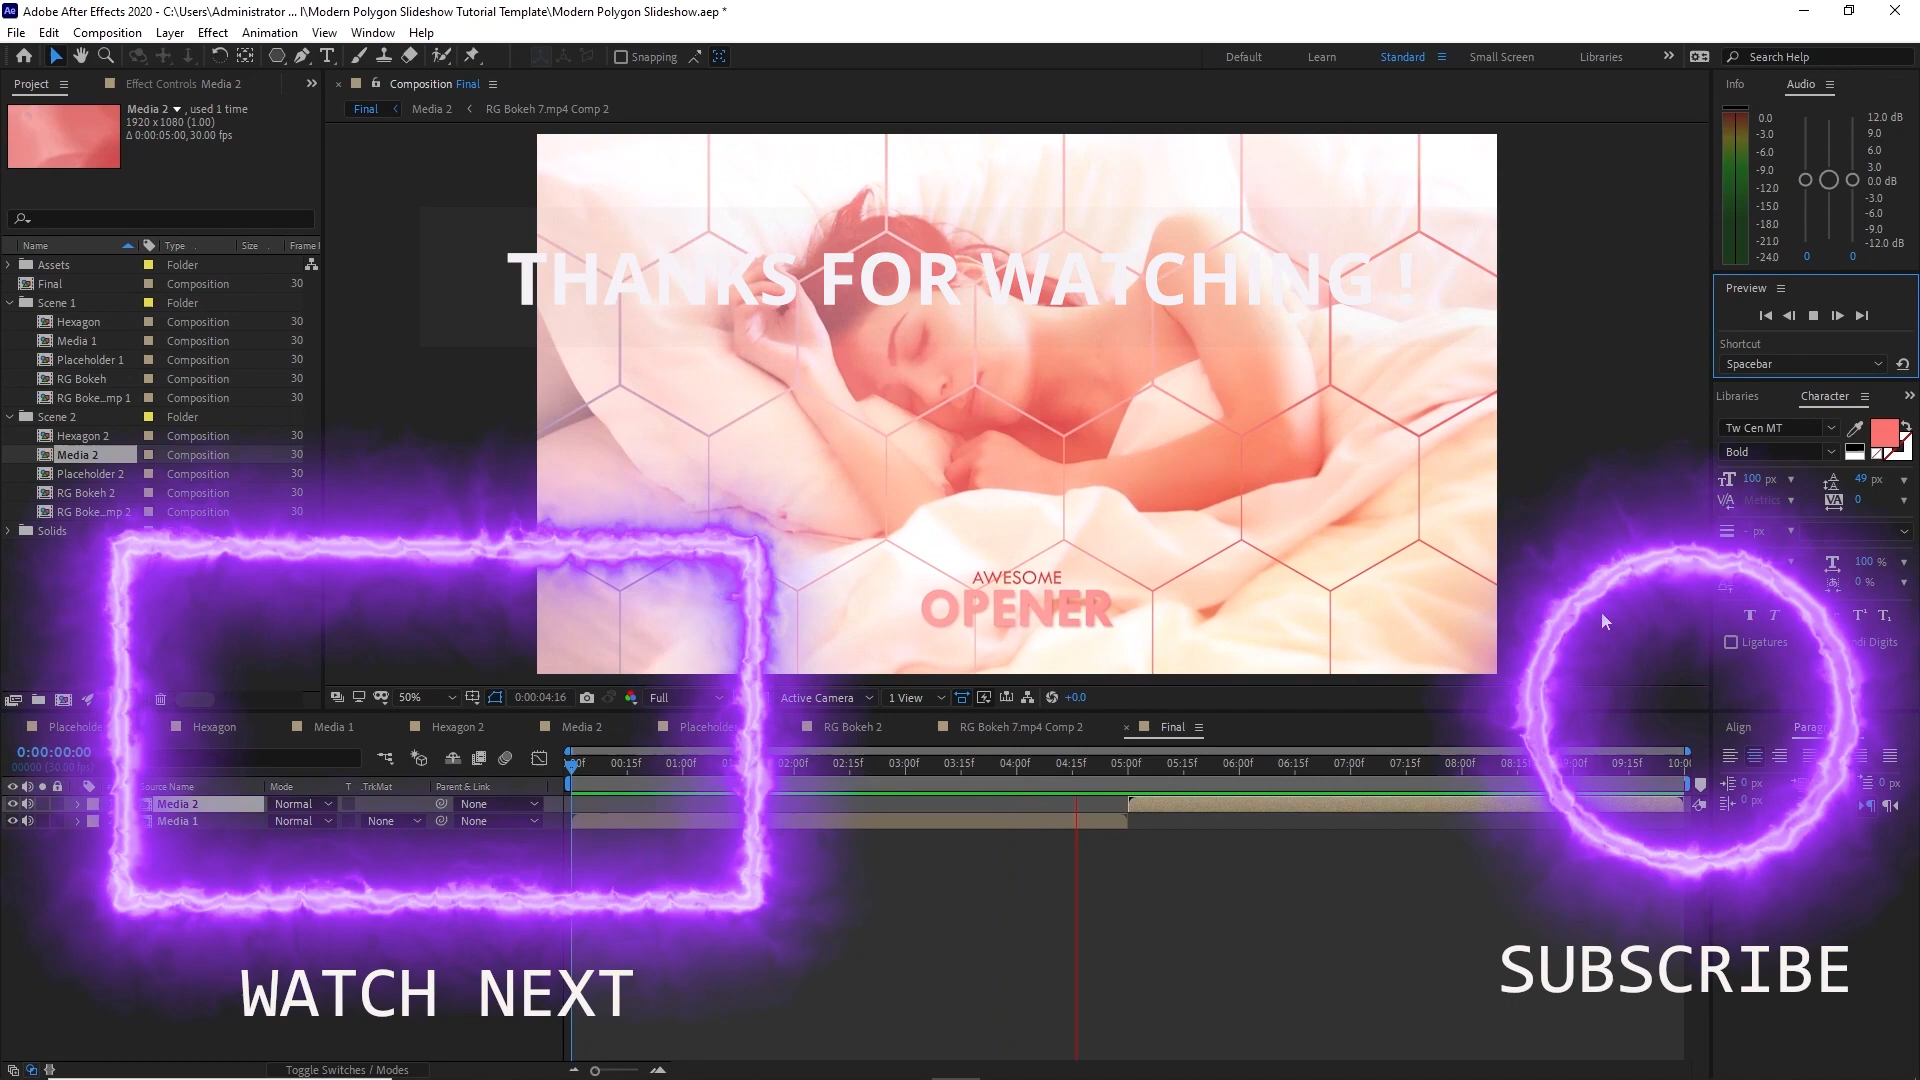 Adobe After Effects 2020 - C:\Users\Administrator ... l\Modern Polygon Slideshow Tutorial Template\Modern Polygon Slideshow.aep *
File Edit Composition Layer Effect Animation View Window Help
Snapping
Default Learn Standard Small Screen Libraries Search Help
Project Effect Controls Media 2
Composition Final
Info Audio
Final Media 2 RG Bokeh 7.mp4 Comp 2
Media 2 , used 1 time
1920 x 1080 (1.00)
Δ 0:00:05:00, 30.00 fps
Name Type Size Frame
Assets Folder
Final Composition 30
Scene 1 Folder
Hexagon Composition 30
Media 1 Composition 30
Placeholder 1 Composition 30
RG Bokeh Composition 30
RG Boke...mp 1 Composition 30
Scene 2 Folder
Hexagon 2 Composition 30
Media 2 Composition 30
Placeholder 2 Composition 30
RG Bokeh 2 Composition 30
RG Boke...mp 2 Composition 30
Solids Folder
THANKS FOR WATCHING !
AWESOME
OPENER
0.0 -3.0 -6.0 -9.0 -12.0 -15.0 -18.0 -21.0 -24.0
12.0 dB 9.0 6.0 3.0 0.0 dB -3.0 -6.0 -9.0 -12.0 dB
0 0
Preview
Shortcut
Spacebar
Libraries Character
Tw Cen MT
Bold
100 px 49 px
Metrics 0
- px
100 %
0 %
Ligatures Digits
50% 0:00:04:16 Full Active Camera 1 View +0.0
Hexagon Media 1 Hexagon 2 Media 2 RG Bokeh 2 RG Bokeh 7.mp4 Comp 2 Final
Align
0:00:00:00
00000 (30.00 fps)
00:15f 01:00f 02:00f 02:15f 03:00f 03:15f 04:00f 04:15f 05:00f 05:15f 06:00f 06:15f 07:00f 07:15f 08:00f 09:15f
Source Name Mode T .TrkMat Parent & Link
Media 2 Normal None
Media 1 Normal None None
0 px 0 px
0 px
WATCH NEXT
SUBSCRIBE
Toggle Switches / Modes